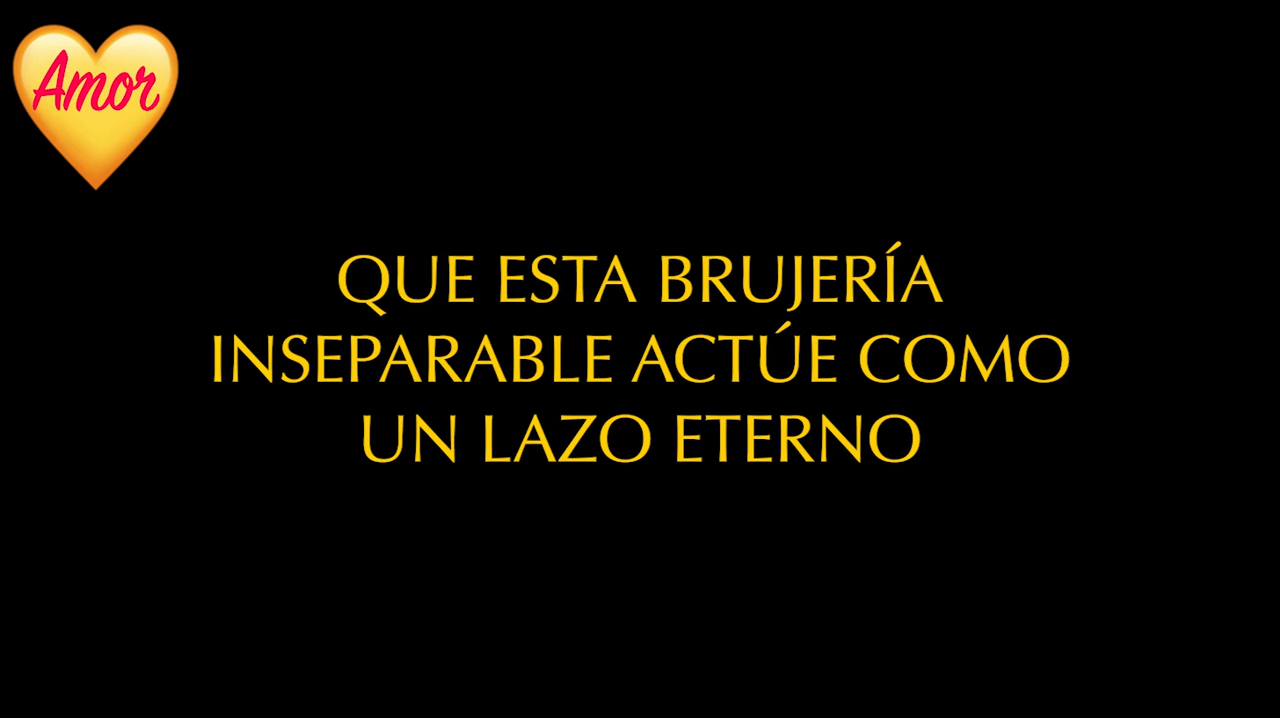 Amor
QUE ESTA BRUJERÍA
INSEPARABLE ACTÚE COMO
UN LAZO ETERNO